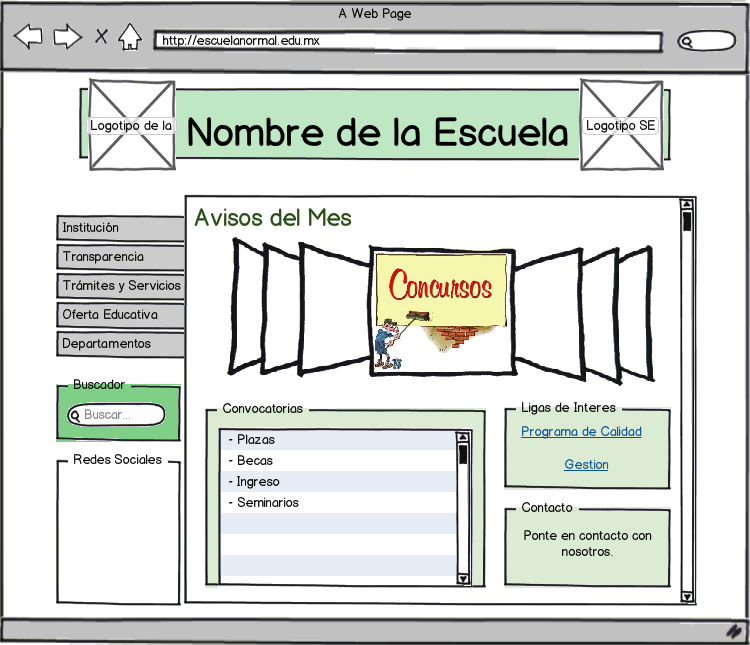 A Web Page
http://escuelanormal.edu.mx
Logotipo de la
Nombre de la Escuela
Logotipo SE
Avisos del Mes
Institución
Transparencia
Trámites y Servicios
Oferta Educativa
Departamentos
Concursos
Buscador
Buscar...
Redes Sociales
Convocatorias
- Plazas
- Becas
- Ingreso
- Seminarios
Ligas de Interes
Programa de Calidad
Gestion
Contacto
Ponte en contacto con
nosotros.